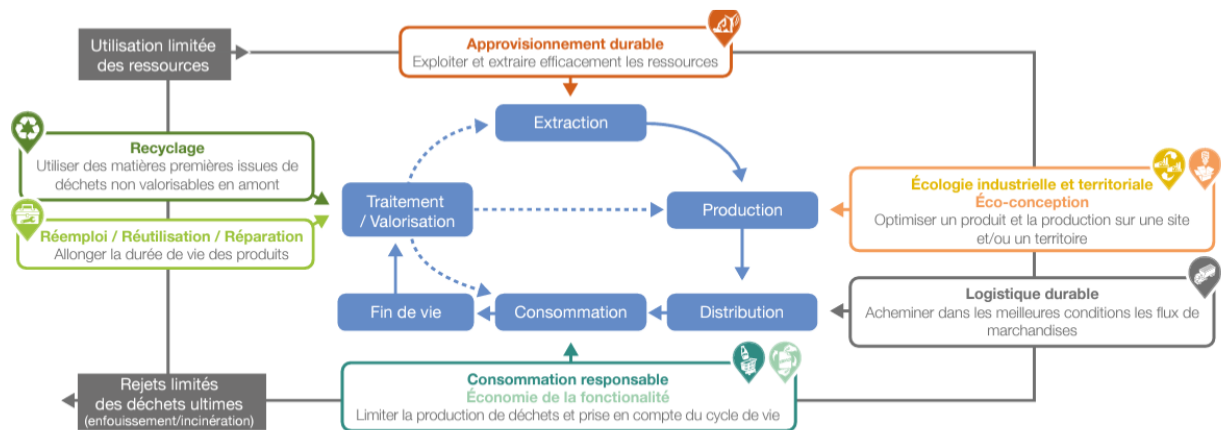 Utilisation limitée
des ressources
Approvisionnement durable
Exploiter et extraire efficacement les ressources
Extraction
Recyclage
Utiliser des matières premières issues de
déchets non valorisables en amont
Traitement
/ Valorisation
Production
Écologie industrielle et territoriale
Éco-conception
Optimiser un produit et la production sur une site
et/ou un territoire
Réemploi / Réutilisation / Réparation
Allonger la durée de vie des produits
Fin de vie
Consommation
Distribution
Logistique durable
Acheminer dans les meilleures conditions les flux de
marchandises
Rejets limités
des déchets ultimes
(enfouissement/incinération)
Consommation responsable
Économie de la fonctionalité
Limiter la production de déchets et prise en compte du cycle de vie